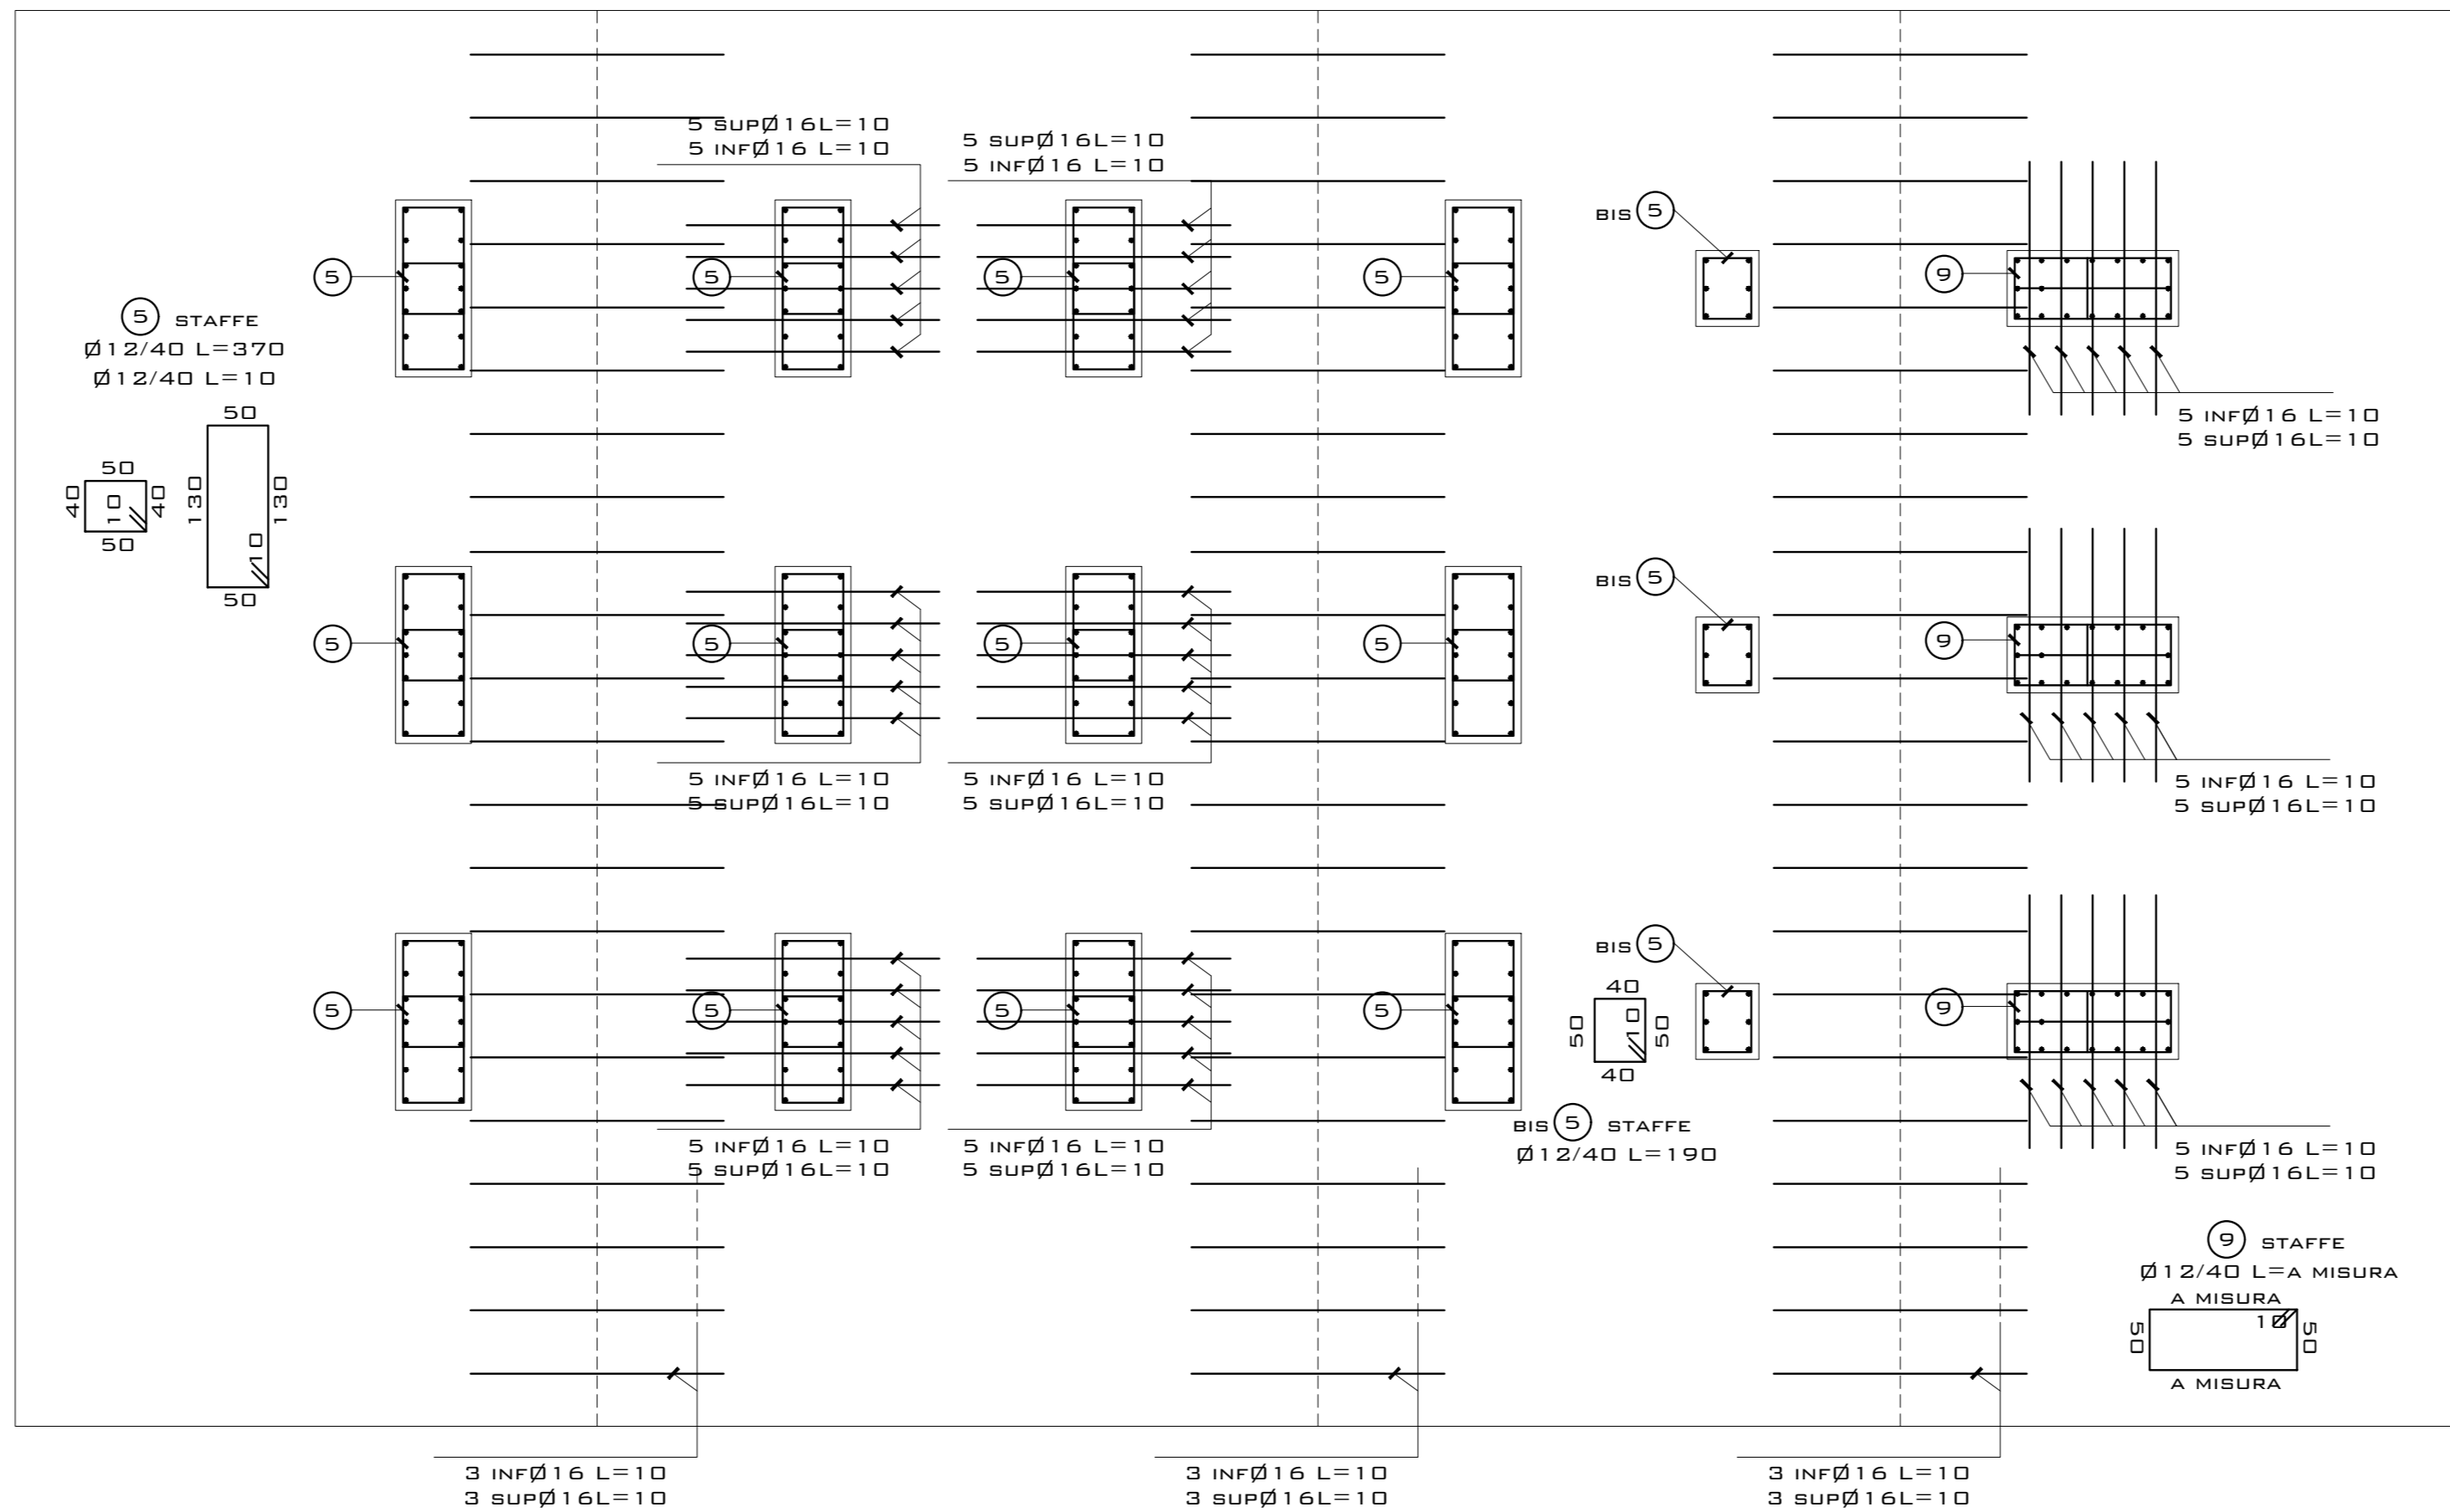 5 SUPØ16L=10
5 INFØ16 L=10
5 SUPØ16L=10
5 INFØ16 L=10
BIS 5
5
5
5
5
9
5 STAFFE
Ø12/40 L=370
Ø12/40 L=10
50
130
130
10
50
50
40
10
40
50
5 INFØ16 L=10
5 SUPØ16L=10
BIS 5
5
5
5
5
9
5 INFØ16 L=10
5 SUPØ16L=10
5 INFØ16 L=10
5 SUPØ16L=10
5 INFØ16 L=10
5 SUPØ16L=10
BIS 5
5
5
5
5
9
40
50
10
50
40
BIS 5 STAFFE
Ø12/40 L=190
5 INFØ16 L=10
5 SUPØ16L=10
5 INFØ16 L=10
5 SUPØ16L=10
5 INFØ16 L=10
5 SUPØ16L=10
9 STAFFE
Ø12/40 L=A MISURA
A MISURA
10
50
50
A MISURA
3 INFØ16 L=10
3 SUPØ16L=10
3 INFØ16 L=10
3 SUPØ16L=10
3 INFØ16 L=10
3 SUPØ16L=10